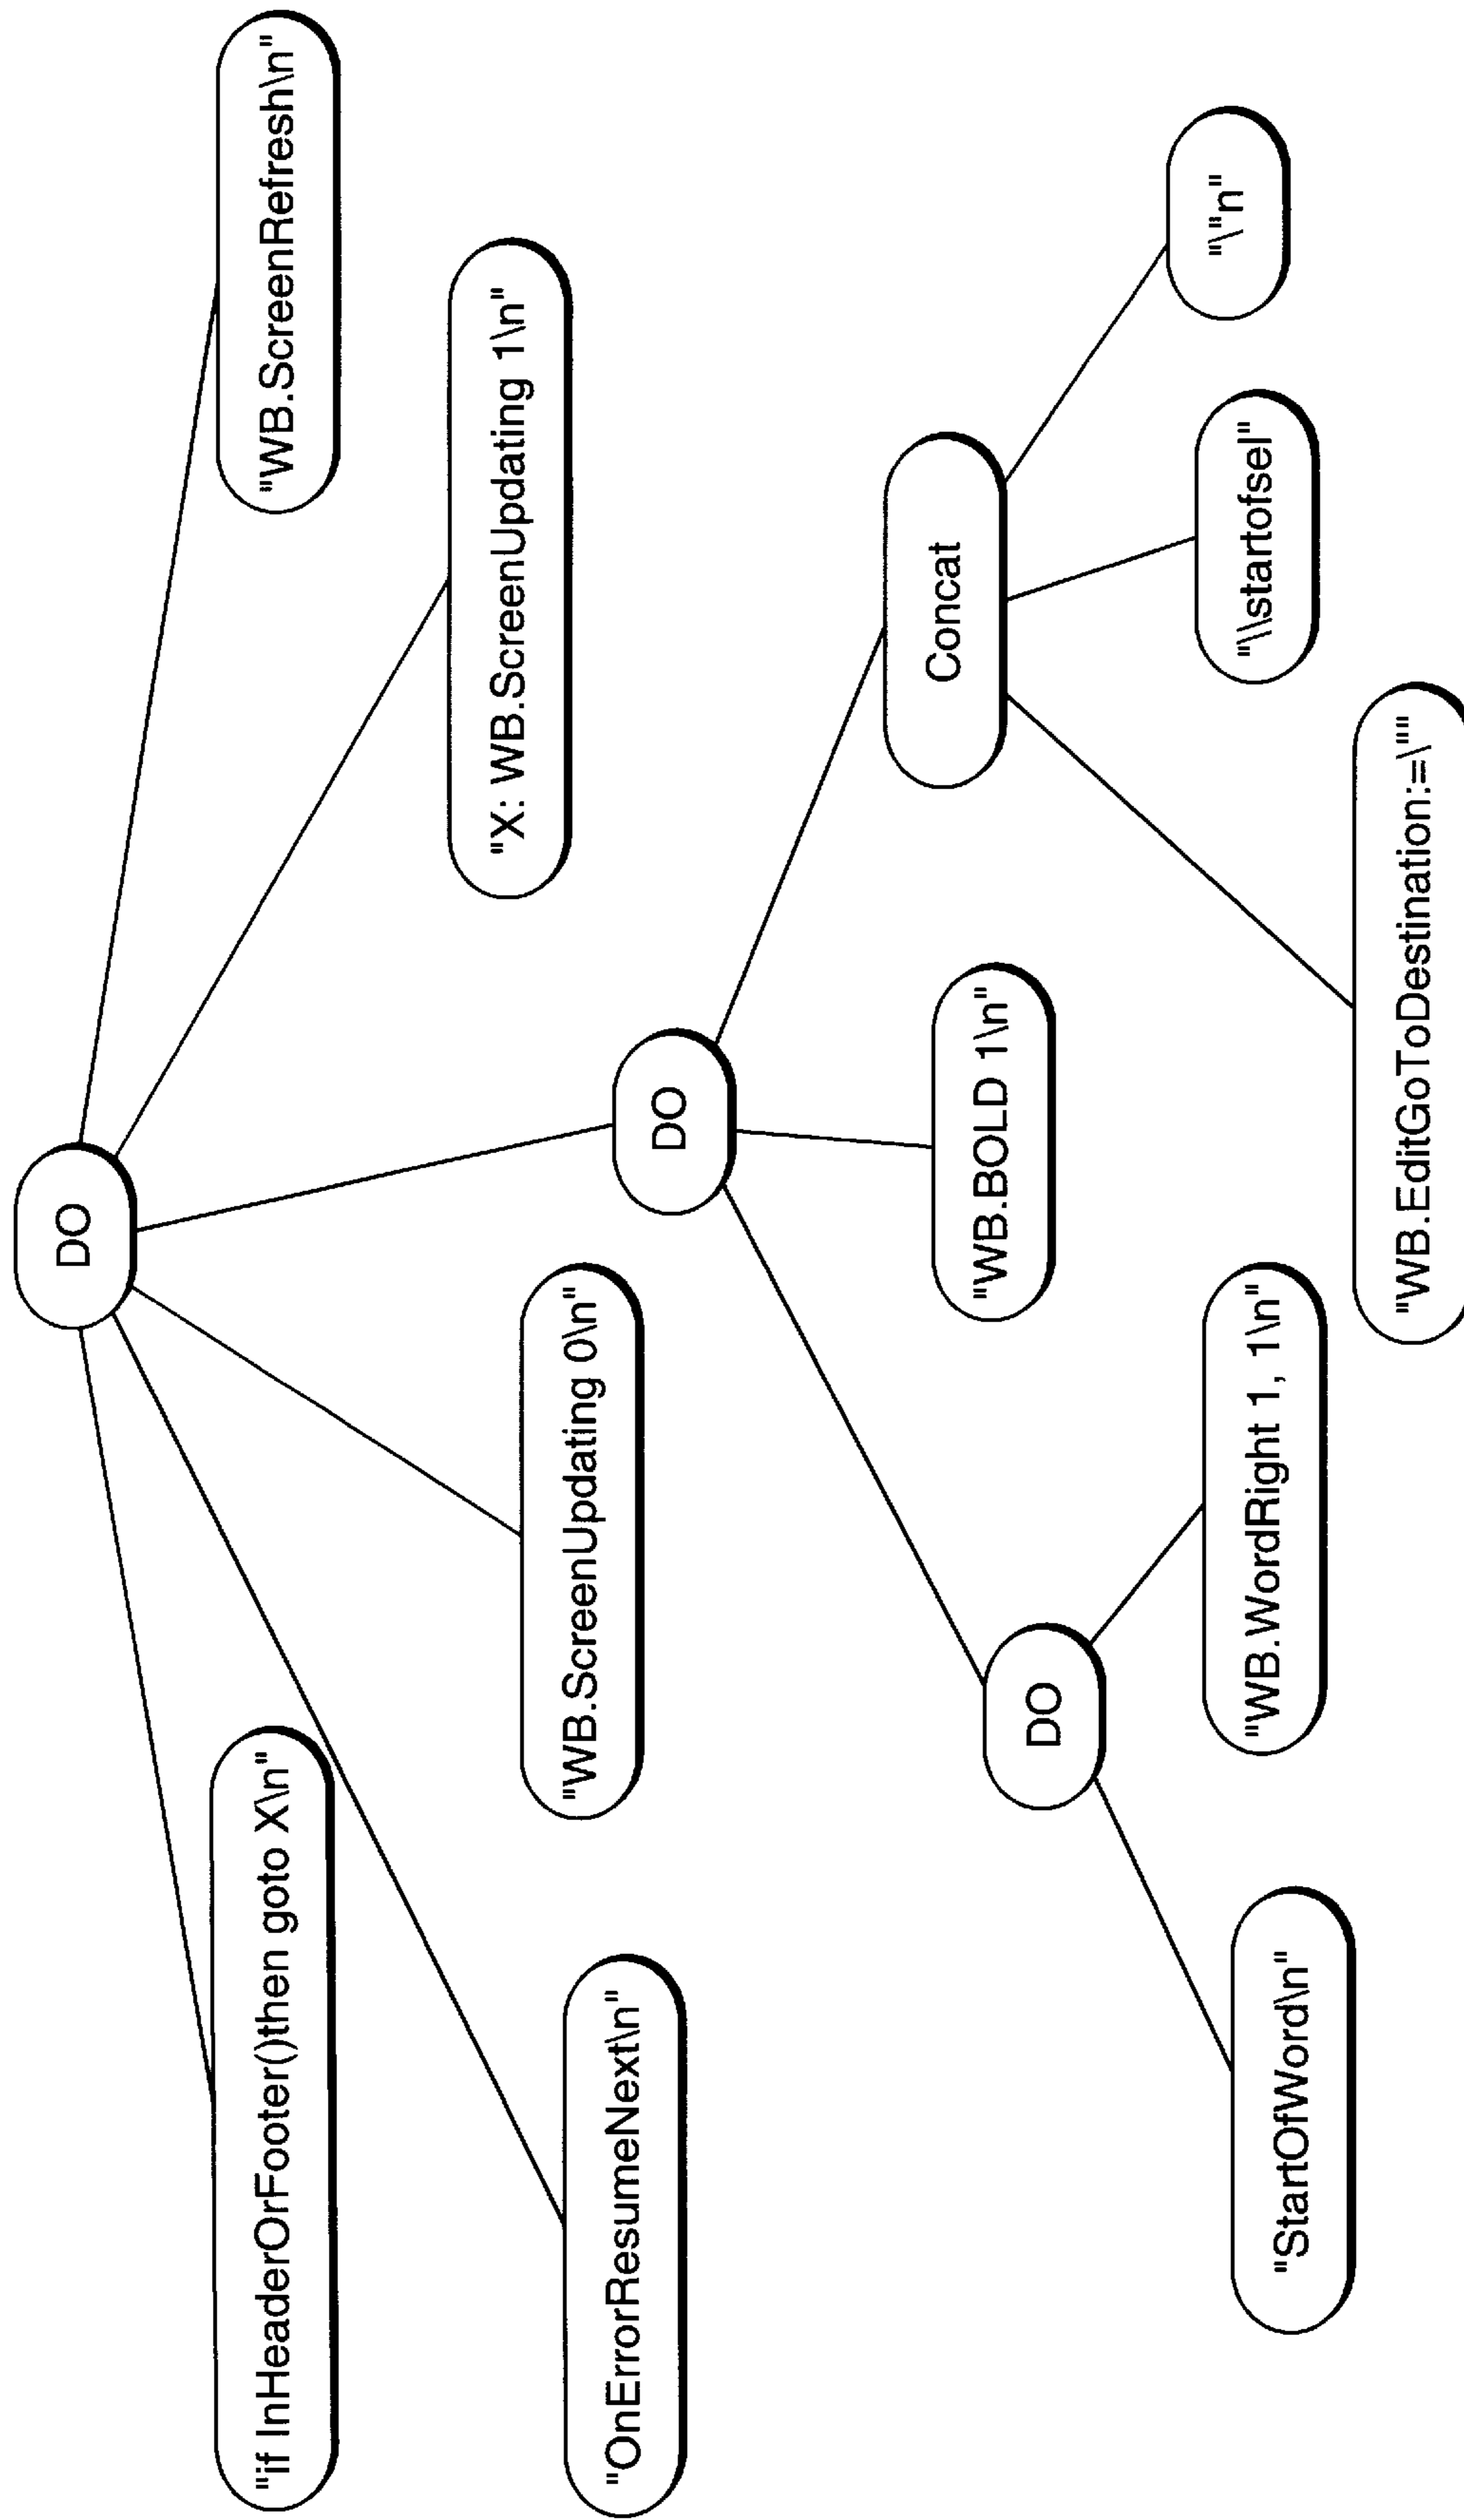 DO
"if InHeaderOrFooter()then goto X\n"
"WB.ScreenRefresh\n"
"OnErrorResumeNext\n"
"WB.ScreenUpdating 0\n"
"X: WB.ScreenUpdating 1\n"
DO
DO
"WB.BOLD 1\n"
Concat
"StartOfWord\n"
"WB.WordRight 1, 1\n"
"WB.EditGoToDestination:=\""
"\\startofsel"
"\"n"